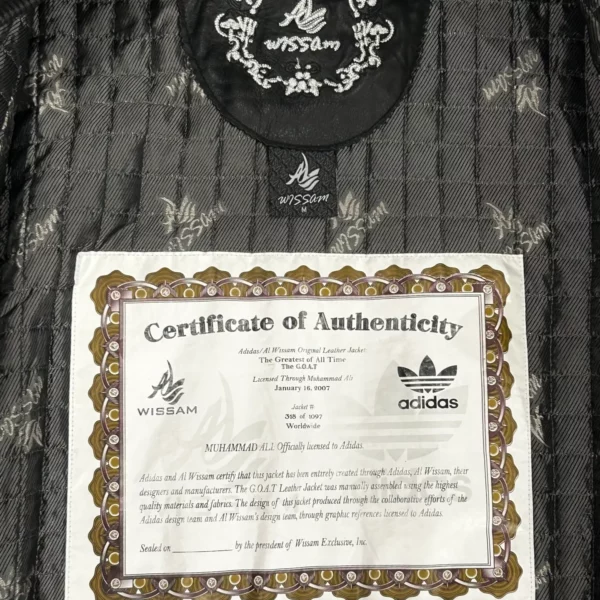 WISSAM
WISSAM
M
Certificate of Authenticity
Adidas/Al Wissam Original Leather Jacket
The Greatest of All Time
The G.O.A.T
Licensed Through Muhammad Ali
January 16, 2007
WISSAM
adidas
Jacket #
of 1097
Worldwide
MUHAMMAD ALI. Officially licensed to Adidas.
Adidas and Al Wissam certify that this jacket has been entirely created through Adidas, Al Wissam, their
designers and manufacturers. The G.O.A.T Leather Jacket was manually assembled using the highest
quality materials and fabrics. The design of this jacket produced through the collaborative efforts of the
Adidas design team and Al Wissam's design team, through graphic references licensed to Adidas.
Sealed on ____________ by the president of Wissam Exclusive, Inc.